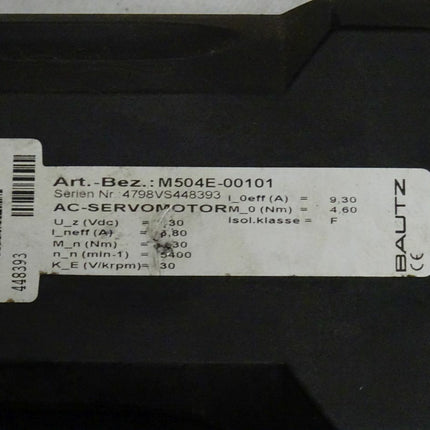 Art.-Bez.: M504E-00101
Serien Nr. 4798VS448393
AC-SERVOMOTOR
I_0eff (A) = 9,30
M_0 (Nm) = 4,60
Isol.klasse = F
U_z (Vdc) =
I_neff (A) =
M_n (Nm) =
n_n (min-1) =
K_E (V/krpm)= 30
BAUTZ
CE
448393